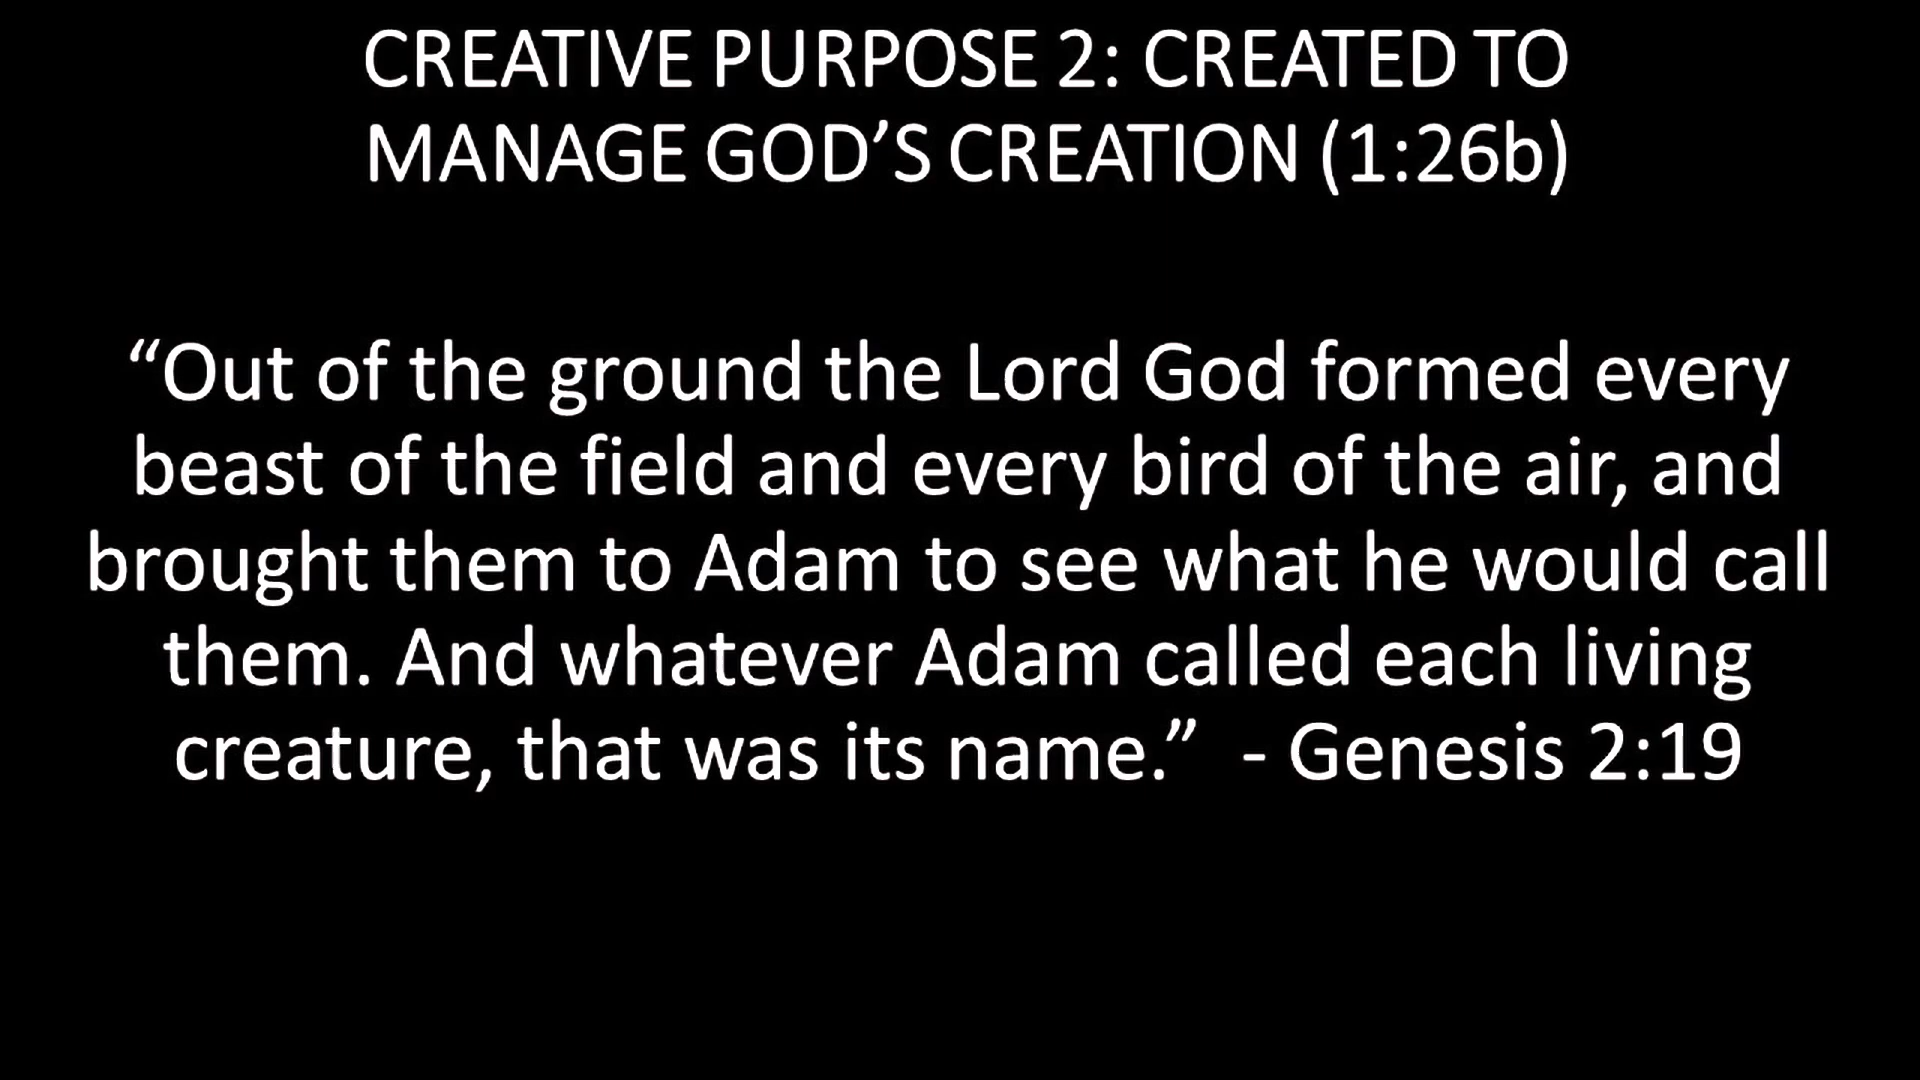 CREATIVE PURPOSE 2: CREATED TO
MANAGE GOD’S CREATION (1:26b)
“Out of the ground the Lord God formed every
beast of the field and every bird of the air, and
brought them to Adam to see what he would call
them. And whatever Adam called each living
creature, that was its name.”  - Genesis 2:19